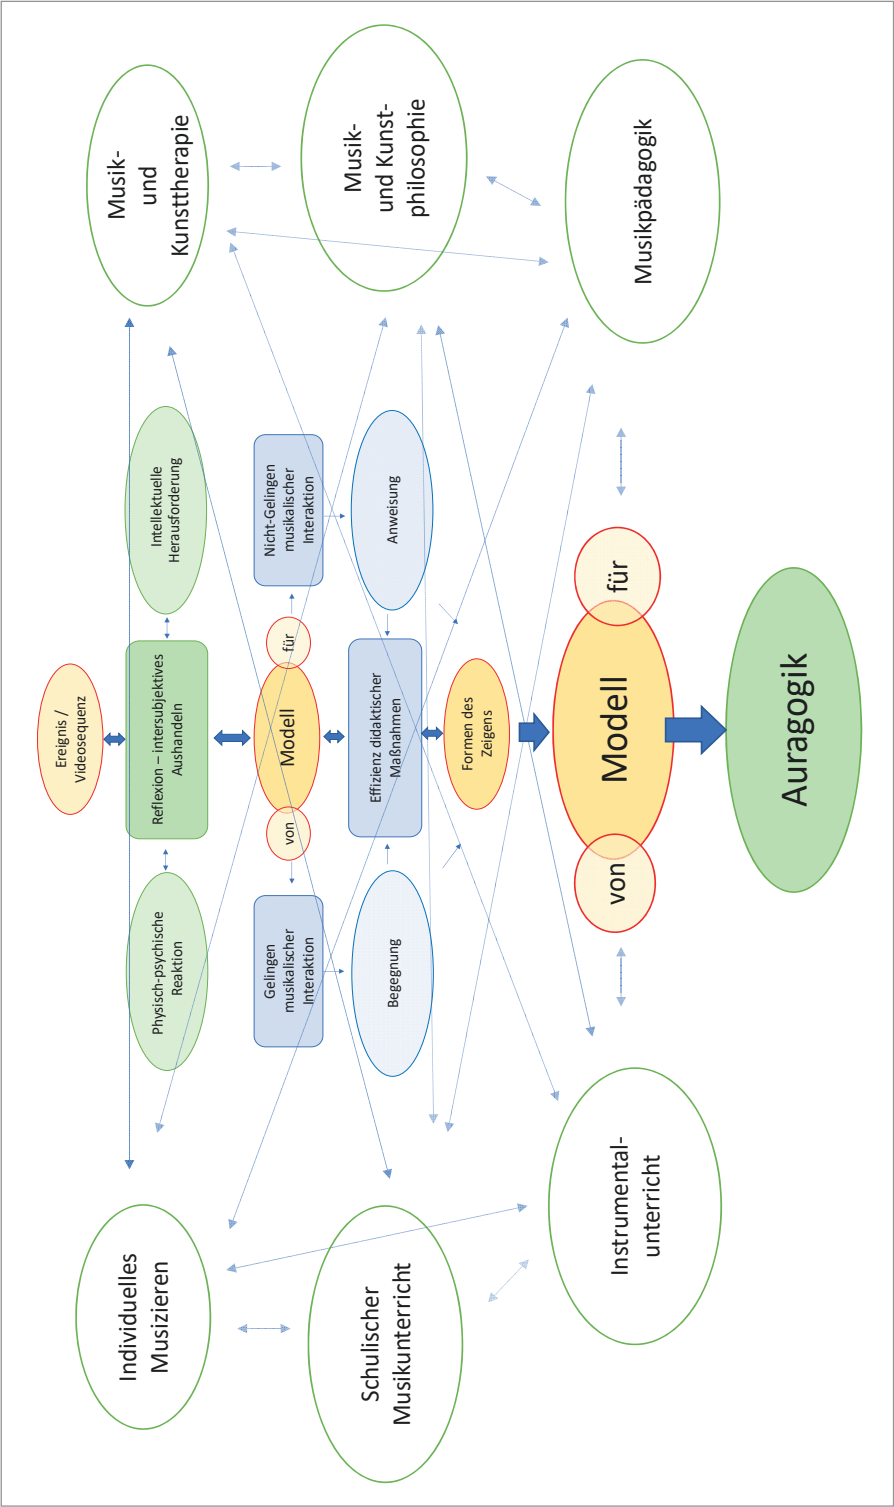 Ereignis /
Videosequenz
Individuelles
Musizieren
Physisch-psychische
Reaktion
Reflexion – intersubjektives
Aushandeln
Intellektuelle
Herausforderung
Musik-
und
Kunsttherapie
Gelingen
musikalischer
Interaktion
von
Modell
für
Nicht-Gelingen
musikalischer
Interaktion
Schulischer
Musikunterricht
Begegnung
Effizienz didaktischer
Maßnahmen
Anweisung
Musik-
und Kunst-
philosophie
Formen des
Zeigens
Instrumental-
unterricht
von
Modell
für
Musikpädagogik
Auragogik